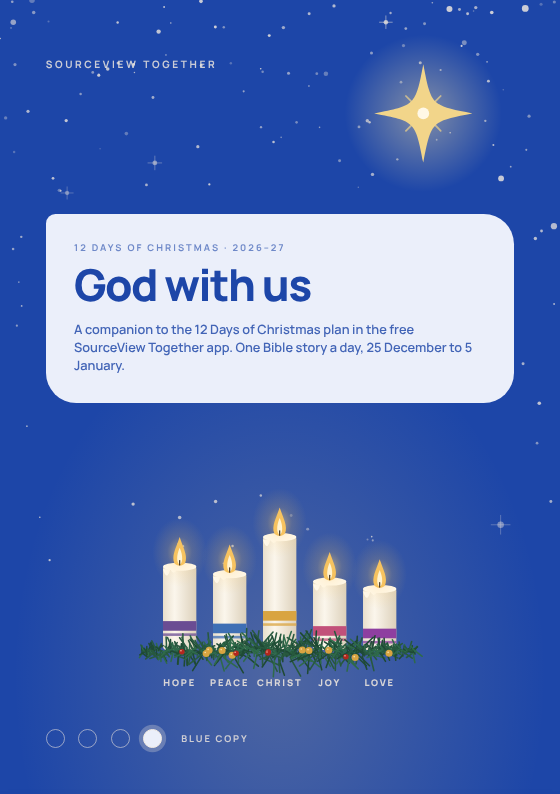 SOURCEVIEW TOGETHER
12 DAYS OF CHRISTMAS · 2026–27
God with us
A companion to the 12 Days of Christmas plan in the free
SourceView Together app. One Bible story a day, 25 December to 5
January.
HOPE PEACE CHRIST JOY LOVE
BLUE COPY